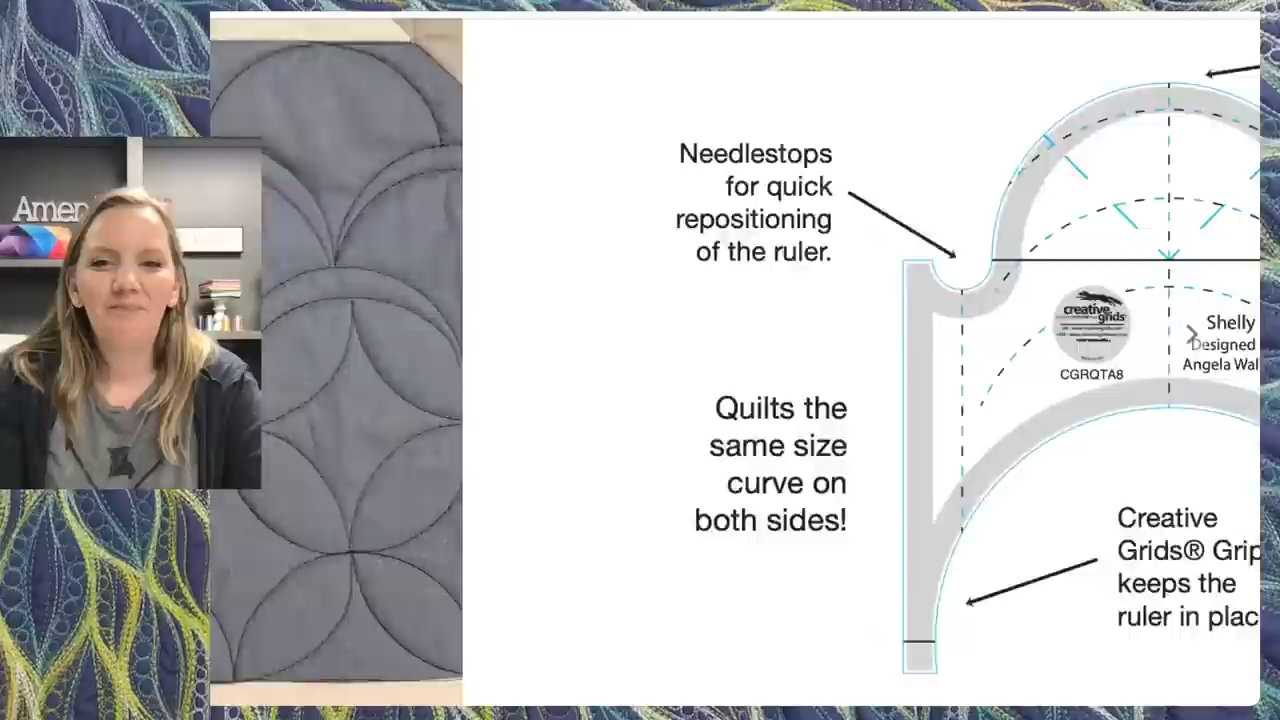 Amer
Needlestops
for quick
repositioning
of the ruler.
creative
grids
CGRQTA8
Shelly
Designed
Angela Wal
Quilts the
same size
curve on
both sides!
Creative
Grids® Grip
keeps the
ruler in plac